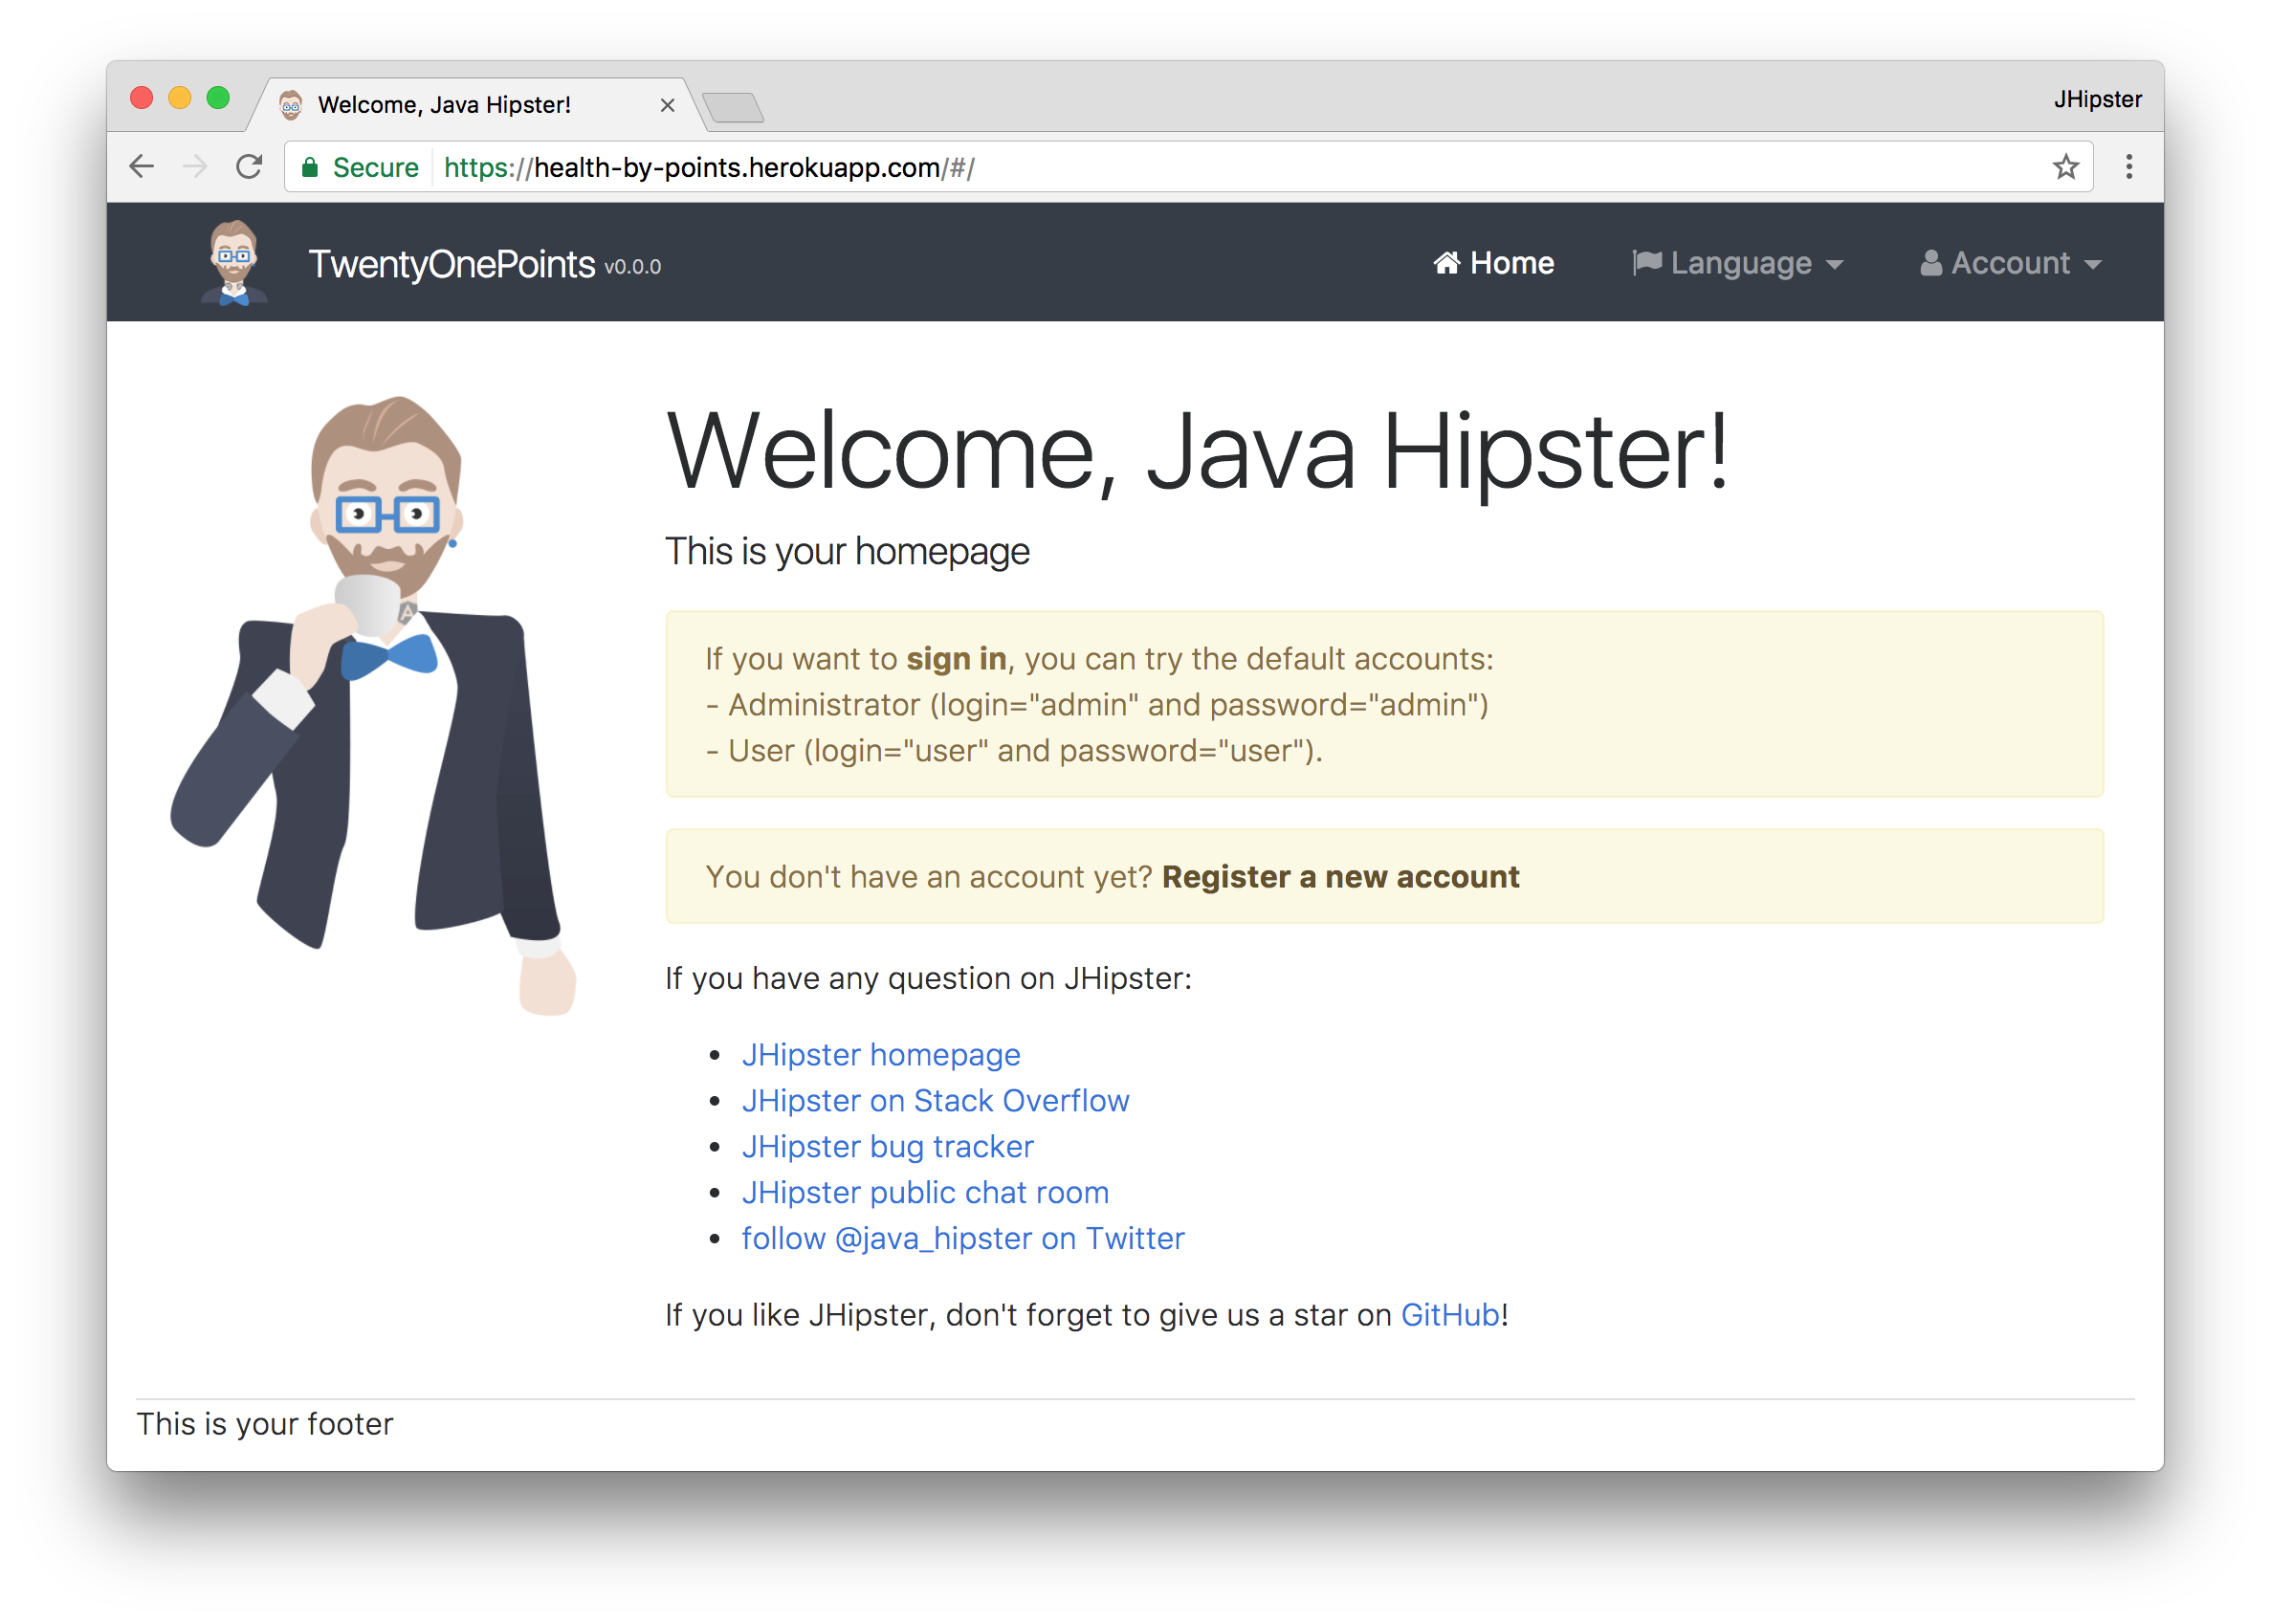 Welcome, Java Hipster!
JHipster
Secure https://health-by-points.herokuapp.com/#/
TwentyOnePoints v0.0.0
Home Language Account
Welcome, Java Hipster!
This is your homepage
If you want to sign in, you can try the default accounts:
- Administrator (login="admin" and password="admin")
- User (login="user" and password="user").
You don't have an account yet? Register a new account
If you have any question on JHipster:
• JHipster homepage
• JHipster on Stack Overflow
• JHipster bug tracker
• JHipster public chat room
• follow @java_hipster on Twitter
If you like JHipster, don't forget to give us a star on GitHub!
This is your footer